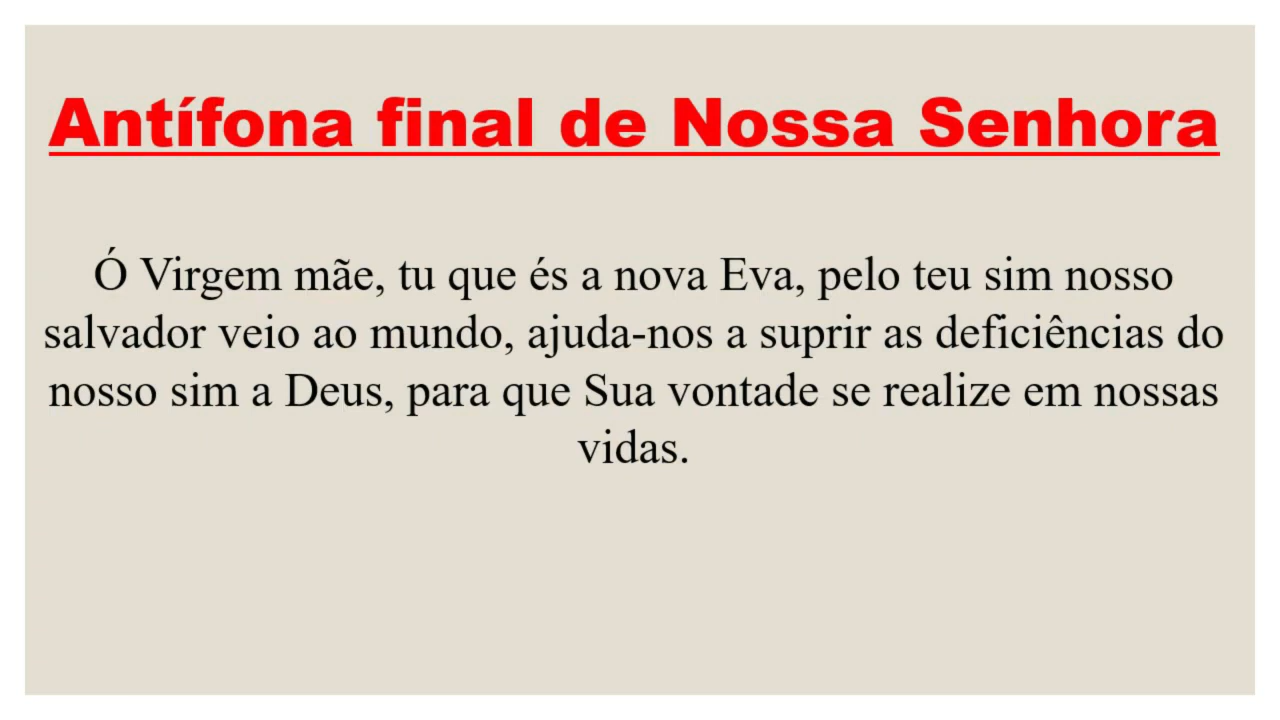 Antífona final de Nossa Senhora
Ó Virgem mãe, tu que és a nova Eva, pelo teu sim nosso
salvador veio ao mundo, ajuda-nos a suprir as deficiências do
nosso sim a Deus, para que Sua vontade se realize em nossas
vidas.